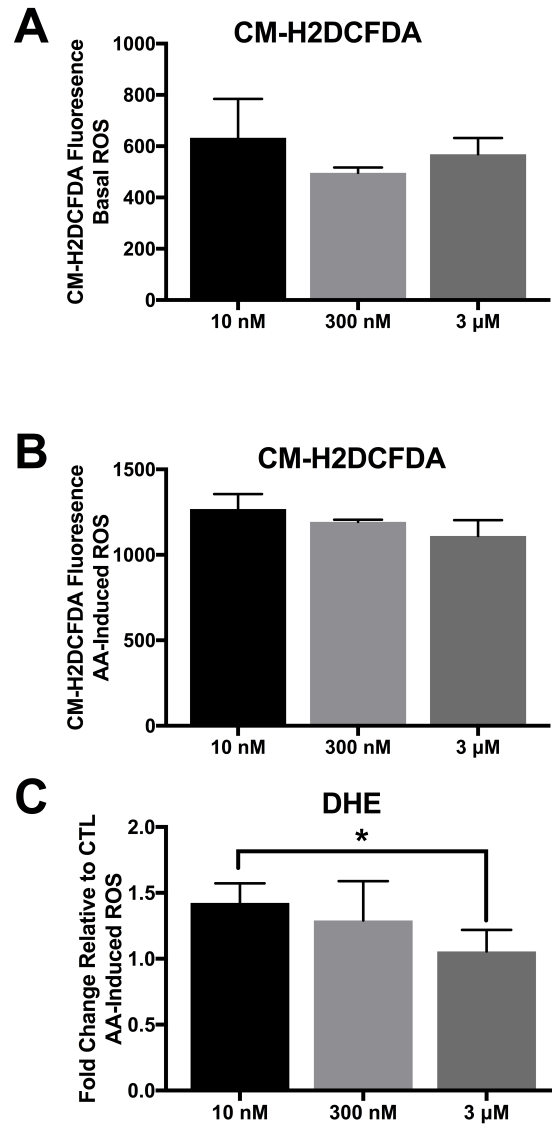 A
CM-H2DCFDA
CM-H2DCFDA Fluoresence
Basal ROS
1000
800
600
400
200
0
10 nM
300 nM
3 µM
B
CM-H2DCFDA
CM-H2DCFDA Fluoresence
AA-Induced ROS
1500
1000
500
0
10 nM
300 nM
3 µM
C
DHE
Fold Change Relative to CTL
AA-Induced ROS
2.0
1.5
1.0
0.5
0.0
*
10 nM
300 nM
3 µM